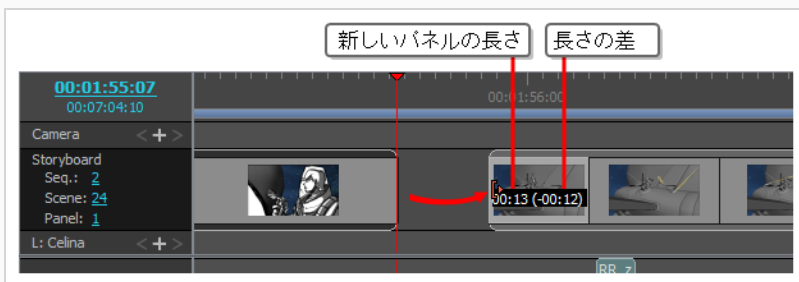 新しいパネルの長さ
長さの差
00:01:55:07
00:07:04:10
00:01:56:00
Camera
Storyboard
Seq.: 2
Scene: 24
Panel: 1
00:13 (-00:12)
L: Celina
RR_z